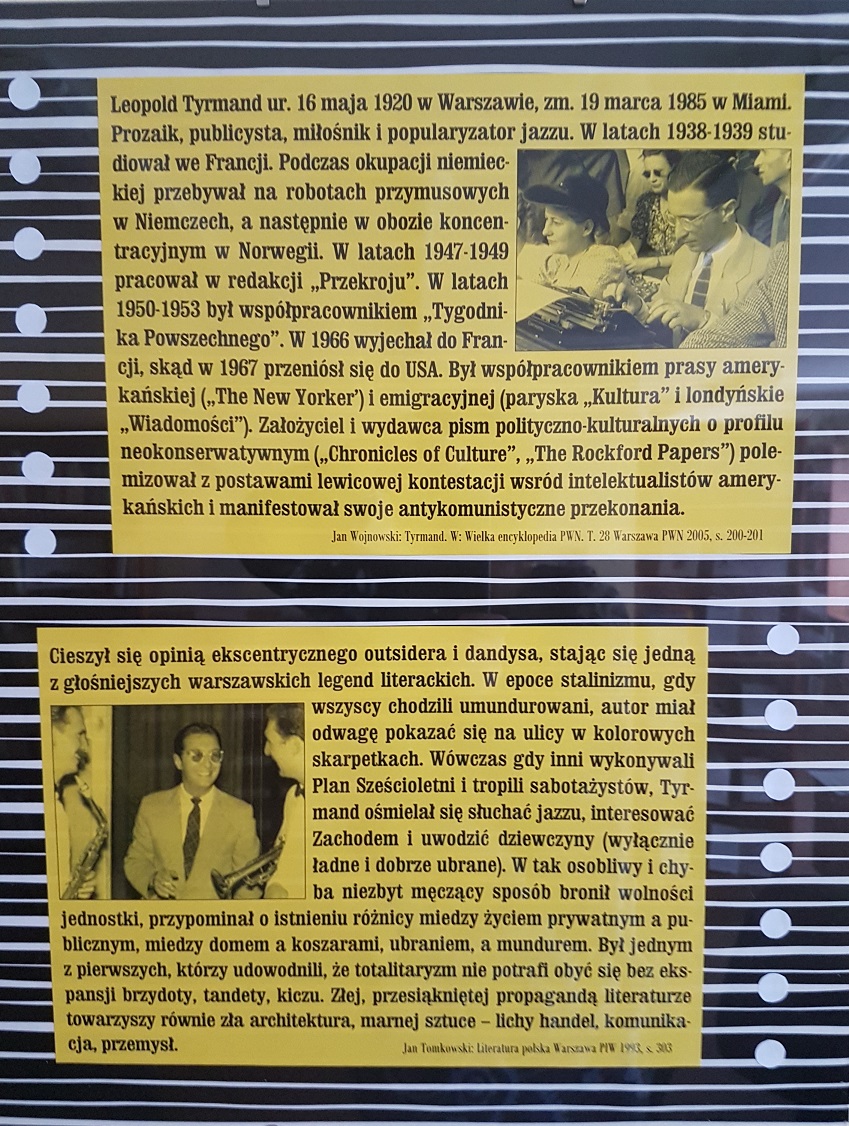 Leopold Tyrmand ur. 16 maja 1920 w Warszawie, zm. 19 marca 1985 w Miami.
Prozaik, publicysta, miłośnik i popularyzator jazzu. W latach 1938-1939 stu-
diował we Francji. Podczas okupacji niemiec-
kiej przebywał na robotach przymusowych
w Niemczech, a następnie w obozie koncen-
tracyjnym w Norwegii. W latach 1947-1949
pracował w redakcji „Przekroju”. W latach
1950-1953 był współpracownikiem „Tygodni-
ka Powszechnego”. W 1966 wyjechał do Fran-
cji, skąd w 1967 przeniósł się do USA. Był współpracownikiem prasy amery-
kańskiej („The New Yorker’) i emigracyjnej (paryska „Kultura” i londyńskie
„Wiadomości”). Założyciel i wydawca pism polityczno-kulturalnych o profilu
neokonserwatywnym („Chronicles of Culture”, „The Rockford Papers”) pole-
mizował z postawami lewicowej kontestacji wsród intelektualistów amery-
kańskich i manifestował swoje antykomunistyczne przekonania.
Jan Wojnowski: Tyrmand. W: Wielka encyklopedia PWN. T. 28 Warszawa PWN 2005, s. 200-201
Cieszył się opinią ekscentrycznego outsidera i dandysa, stając się jedną
z głośniejszych warszawskich legend literackich. W epoce stalinizmu, gdy
wszyscy chodzili umundurowani, autor miał
odwagę pokazać się na ulicy w kolorowych
skarpetkach. Wówczas gdy inni wykonywali
Plan Sześcioletni i tropili sabotażystów, Tyr-
mand ośmielał się słuchać jazzu, interesować
Zachodem i uwodzić dziewczyny (wyłącznie
ładne i dobrze ubrane). W tak osobliwy i chy-
ba niezbyt męczący sposób bronił wolności
jednostki, przypominał o istnieniu różnicy miedzy życiem prywatnym a pu-
blicznym, miedzy domem a koszarami, ubraniem, a mundurem. Był jednym
z pierwszych, którzy udowodnili, że totalitaryzm nie potrafi obyć się bez eks-
pansji brzydoty, tandety, kiczu. Złej, przesiąkniętej propagandą literaturze
towarzyszy równie zła architektura, marnej sztuce – lichy handel, komunika-
cja, przemysł.
Jan Tomkowski: Literatura polska Warszawa PIW 1993, s. 303